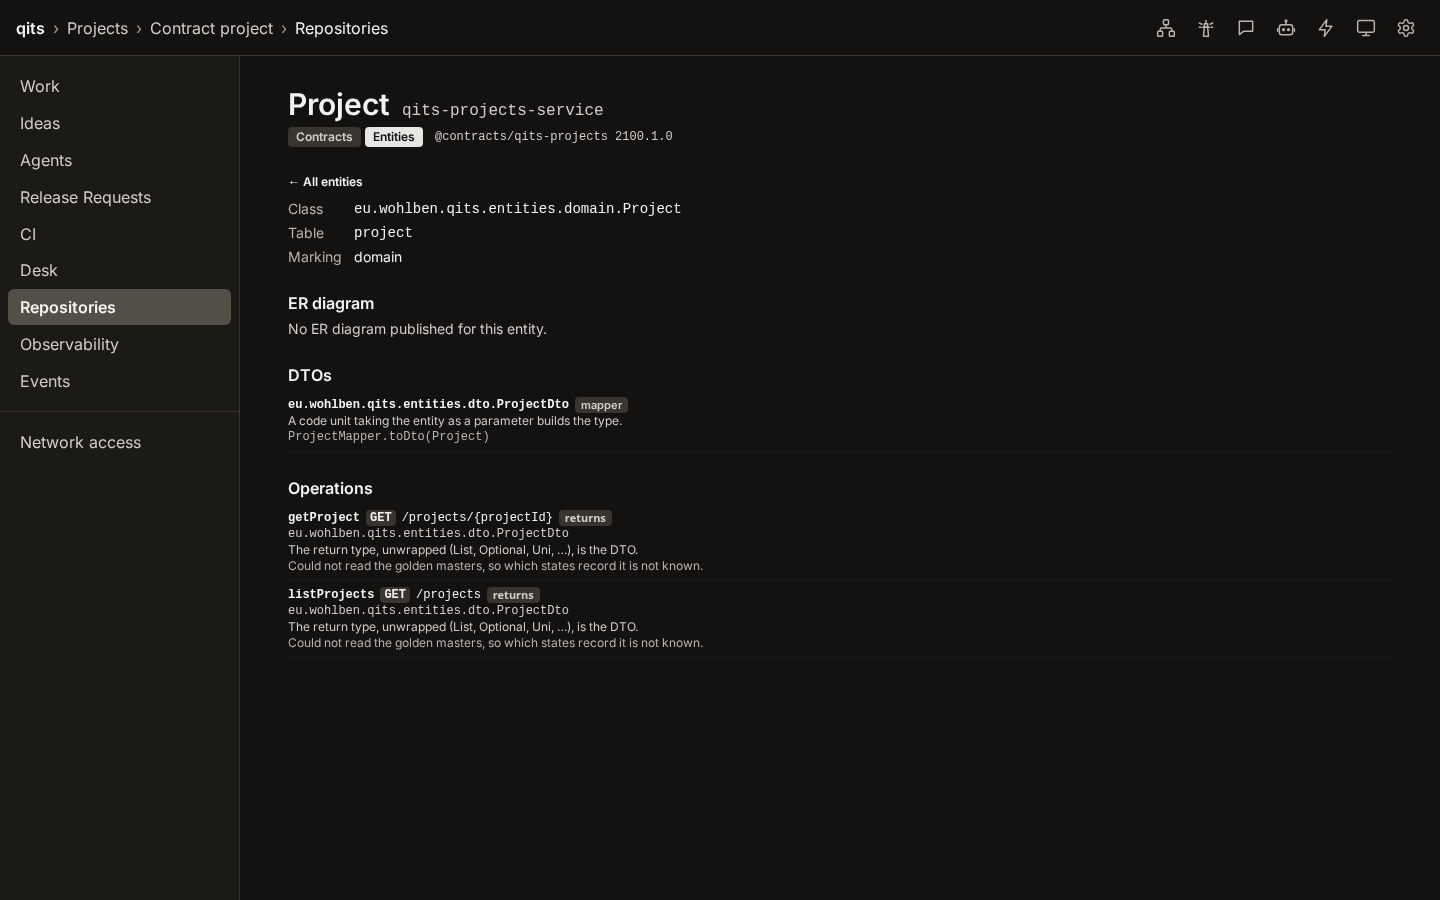 qits › Projects › Contract project › Repositories
Work
Ideas
Agents
Release Requests
CI
Desk
Repositories
Observability
Events
Network access
Project qits-projects-service
Contracts Entities @contracts/qits-projects 2100.1.0
← All entities
Class eu.wohlben.qits.entities.domain.Project
Table project
Marking domain
ER diagram
No ER diagram published for this entity.
DTOs
eu.wohlben.qits.entities.dto.ProjectDto mapper
A code unit taking the entity as a parameter builds the type.
ProjectMapper.toDto(Project)
Operations
getProject GET /projects/{projectId} returns
eu.wohlben.qits.entities.dto.ProjectDto
The return type, unwrapped (List, Optional, Uni, …), is the DTO.
Could not read the golden masters, so which states record it is not known.
listProjects GET /projects returns
eu.wohlben.qits.entities.dto.ProjectDto
The return type, unwrapped (List, Optional, Uni, …), is the DTO.
Could not read the golden masters, so which states record it is not known.